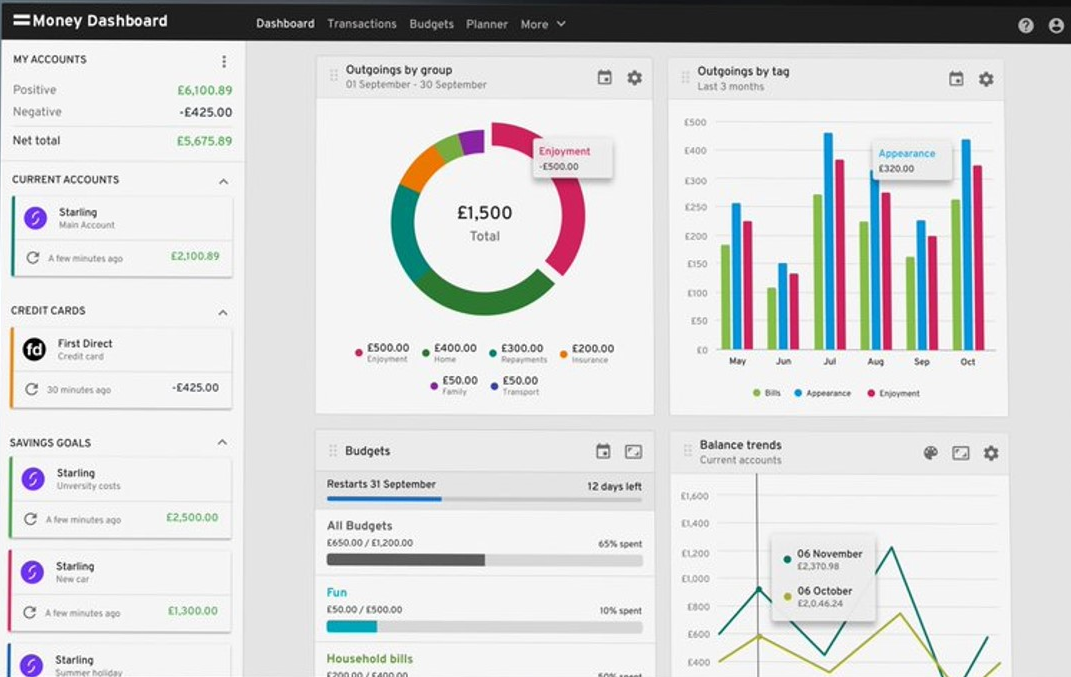 Money Dashboard
Dashboard Transactions Budgets Planner More
MY ACCOUNTS
Positive £6,100.89
Negative -£425.00
Net total £5,675.89
CURRENT ACCOUNTS
Starling
Main Account
A few minutes ago £2,100.89
CREDIT CARDS
fd
First Direct
Credit card
30 minutes ago -£425.00
SAVINGS GOALS
Starling
Unversity costs
A few minutes ago £2,500.00
Starling
New car
A few minutes ago £1,300.00
Starling
Summer holiday
Outgoings by group
01 September - 30 September
Enjoyment
-£500.00
£1,500
Total
£500.00 £400.00 £300.00 £200.00
Enjoyment Home Repayments Insurance
£50.00 £50.00
Family Transport
Outgoings by tag
Last 3 months
£500
£400
£300
£250
£200
£150
£100
£50
£0
Appearance
£320.00
May Jun Jul Aug Sep Oct
Bills Appearance Enjoyment
Budgets
Restarts 31 September 12 days left
All Budgets
£650.00 / £1,200.00 65% spent
Fun
£50.00 / £500.00 10% spent
Household bills
£200.00 / £400.00 50% spent
Balance trends
Current accounts
£1,600
£1,400
£1,200
£1,000
£800
£600
£400
06 November
£2,370.98
06 October
£2,0.46.24